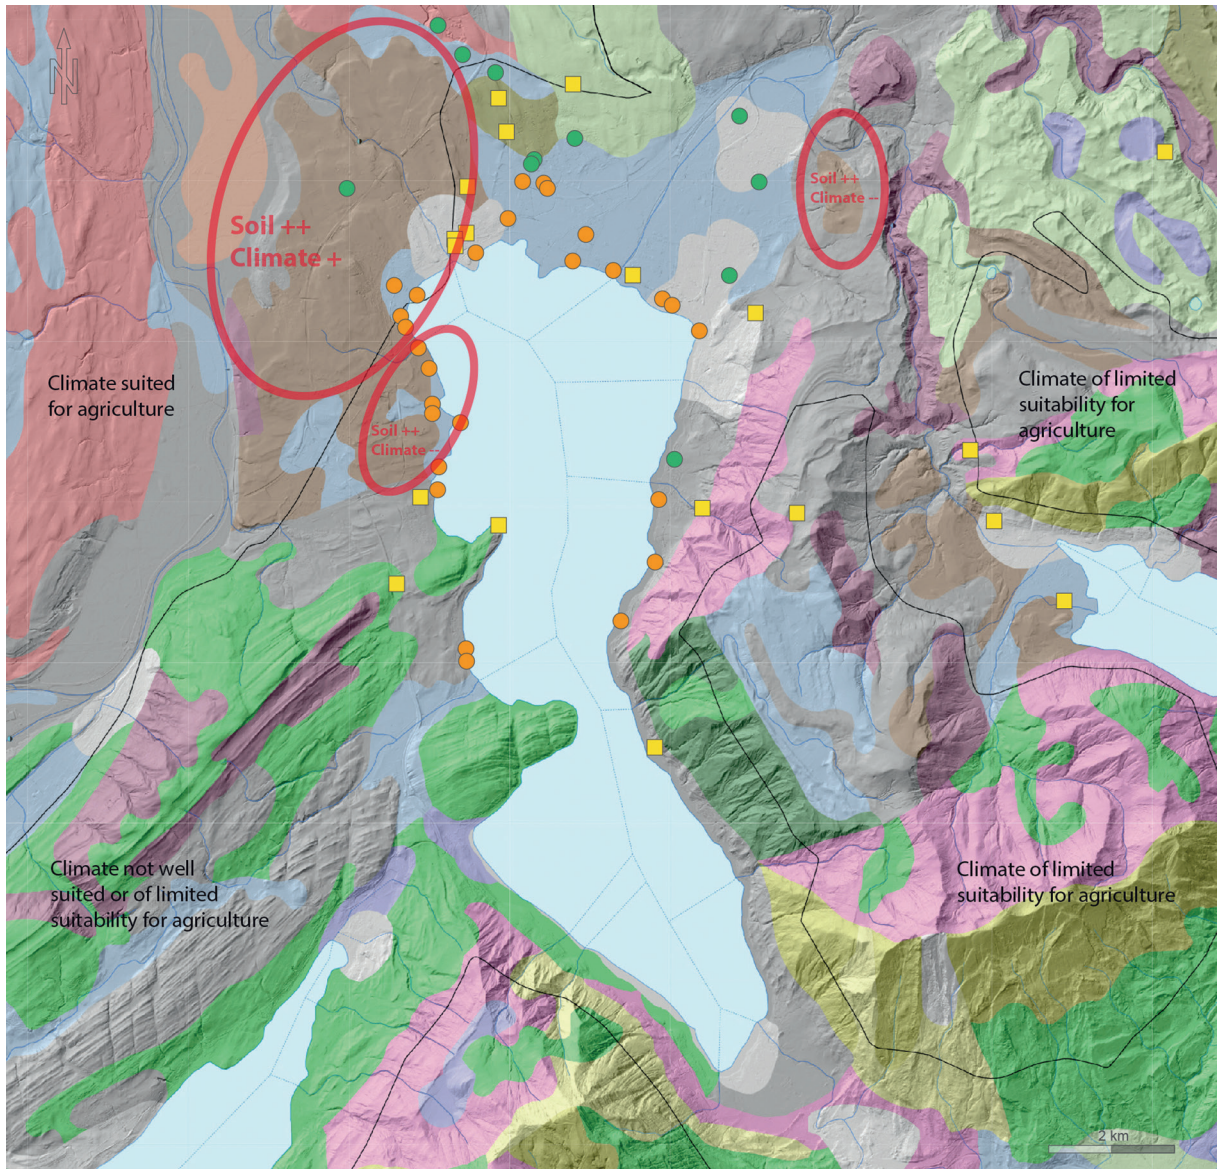 N
Soil ++
Climate --
Soil ++
Climate +
Climate suited
for agriculture
Climate of limited
suitability for
agriculture
Soil ++
Climate --
Climate not well
suited or of limited
suitability for agriculture
Climate of limited
suitability for agriculture
2 km